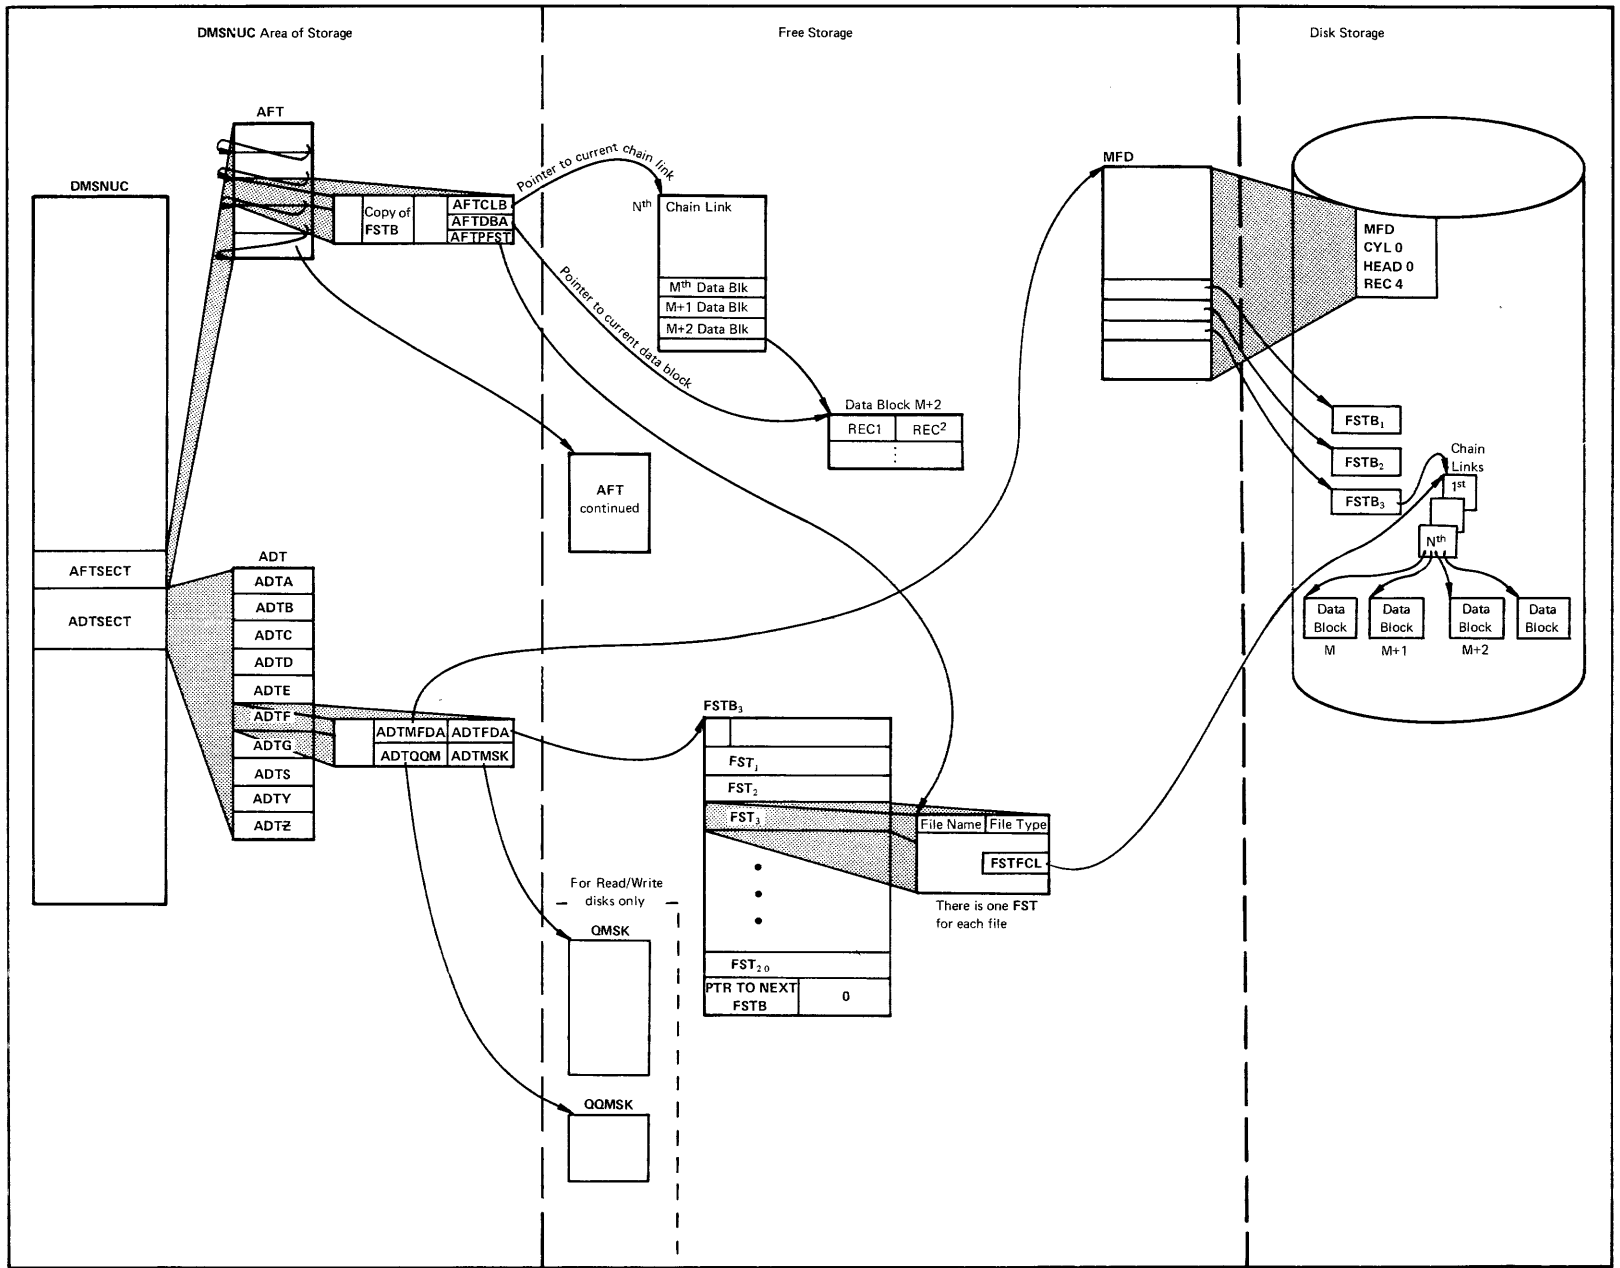 DMSNUC Area of Storage
Free Storage
Disk Storage
AFT
DMSNUC
Copy of
FSTB
AFTCLB
AFTDBA
AFTPFST
Pointer to current chain link
Pointer to current data block
Nth
Chain Link
Mth Data Blk
M+1 Data Blk
M+2 Data Blk
Data Block M+2
REC1
REC2
AFT
continued
MFD
MFD
CYL 0
HEAD 0
REC 4
FSTB1
FSTB2
FSTB3
Chain
Links
1st
Nth
Data
Block
Data
Block
Data
Block
Data
Block
M
M+1
M+2
AFTSECT
ADTSECT
ADT
ADTA
ADTB
ADTC
ADTD
ADTE
ADTF
ADTG
ADTS
ADTY
ADTZ
ADTMFDA
ADTFDA
ADTQQM
ADTMSK
FSTB3
FST1
FST2
FST3
FST20
PTR TO NEXT
FSTB
0
File Name
File Type
FSTFCL
There is one FST
for each file
For Read/Write
disks only
QMSK
QQMSK